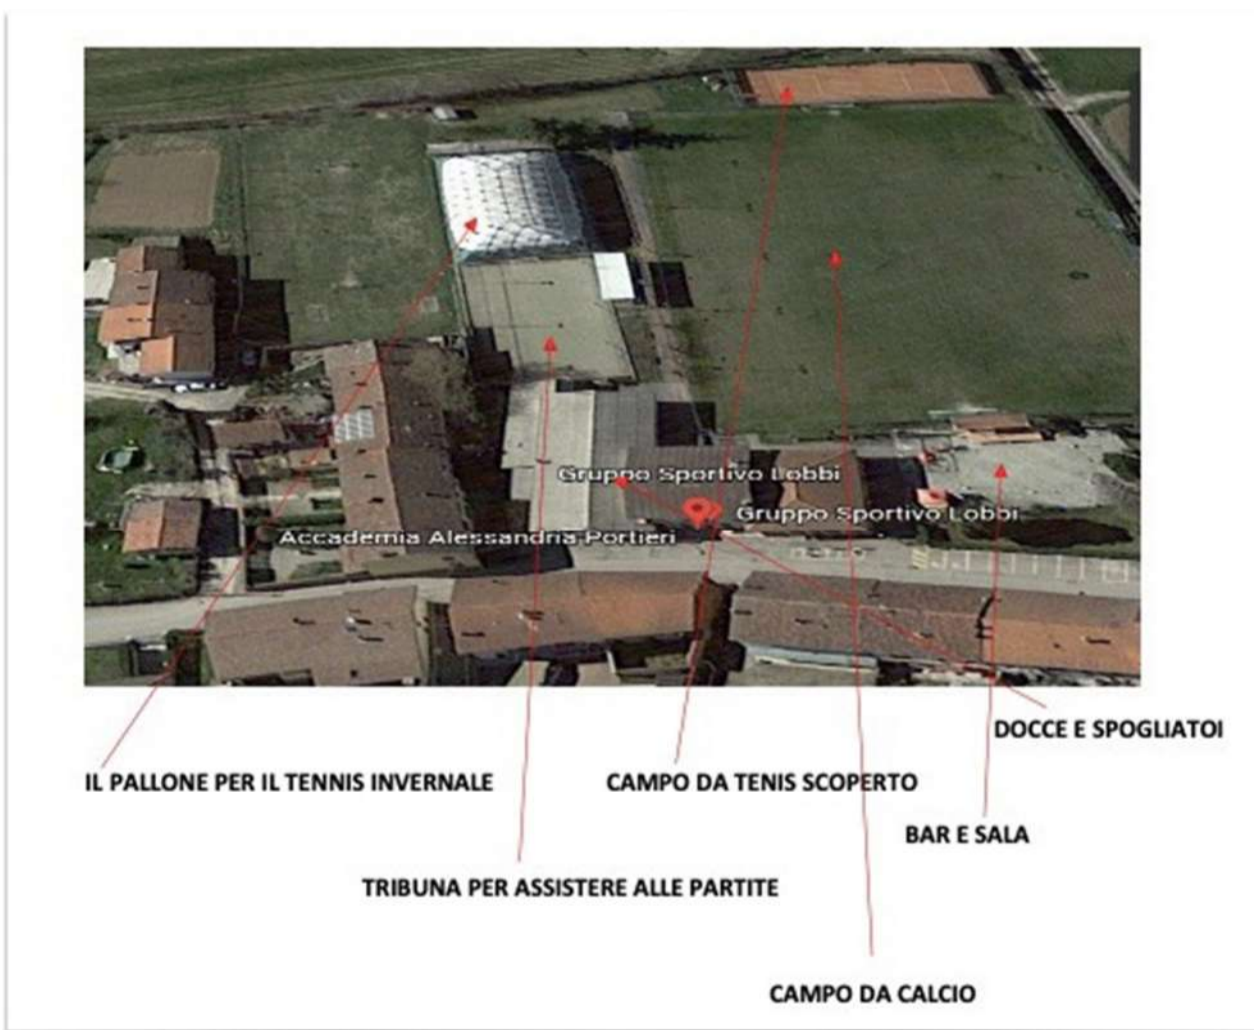 Gruppo Sportivo Lobbi
Gruppo Sportivo Lobbi
Accademia Alessandria Portieri
DOCCE E SPOGLIATOI
IL PALLONE PER IL TENNIS INVERNALE
CAMPO DA TENIS SCOPERTO
BAR E SALA
TRIBUNA PER ASSISTERE ALLE PARTITE
CAMPO DA CALCIO